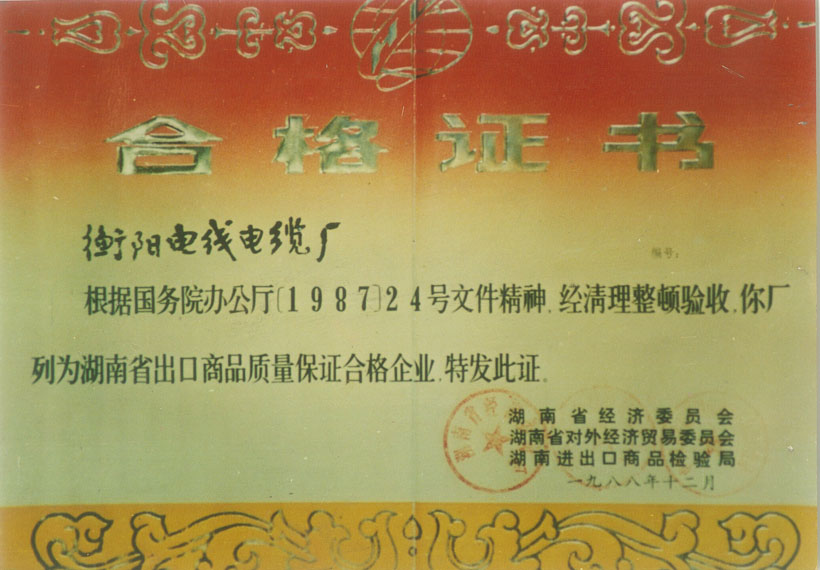 合格证书
衡阳电线电缆厂
编号：
根据国务院办公厅〔1987〕24号文件精神，经清理整顿验收，你厂
列为湖南省出口商品质量保证合格企业，特发此证。
湖南省经济委员会
湖南省对外经济贸易委员会
湖南进出口商品检验局
一九八八年十二月